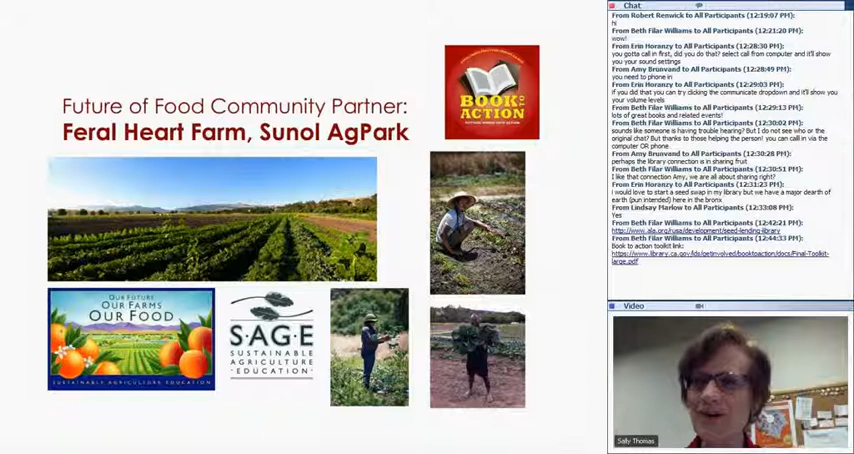 Future of Food Community Partner:
Feral Heart Farm, Sunol AgPark
BOOK
TO
ACTION
OUR FUTURE
OUR FARMS
OUR FOOD
SUSTAINABLE AGRICULTURE EDUCATION
S·A·G·E
SUSTAINABLE
AGRICULTURE
·EDUCATION·
Chat
From Robert Renwick to All Participants (12:19:07 PM):
hi
From Beth Filar Williams to All Participants (12:21:20 PM):
wow!
From Erin Horanzy to All Participants (12:28:30 PM):
you gotta call in first, did you do that? select call from computer and it'll show
you your sound settings
From Amy Brunvand to All Participants (12:28:49 PM):
you need to phone in
From Erin Horanzy to All Participants (12:29:03 PM):
if you did that you can try clicking the communicate dropdown and it'll show you
your volume levels
From Beth Filar Williams to All Participants (12:29:13 PM):
lots of great books and related events!
From Beth Filar Williams to All Participants (12:30:02 PM):
sounds like someone is having trouble hearing? But I do not see who or the
original chat? But thanks to those helping the person! you can call in via the
computer OR phone
From Amy Brunvand to All Participants (12:30:28 PM):
perhaps the library connection is in sharing fruit
From Beth Filar Williams to All Participants (12:30:51 PM):
I like that connection Amy, we are all about sharing right?
From Erin Horanzy to All Participants (12:31:23 PM):
i would love to start a seed swap in my library but we have a major dearth of
earth (pun intended) here in the bronx
From Lindsay Marlow to All Participants (12:33:08 PM):
Yes
From Beth Filar Williams to All Participants (12:42:21 PM):
http://www.ala.org/rusa/development/seed-lending-library
From Beth Filar Williams to All Participants (12:44:33 PM):
Book to action toolkit link:
https://www.library.ca.gov/lds/getinvolved/booktoaction/docs/Final-Toolkit-
large.pdf
Video
Sally Thomas